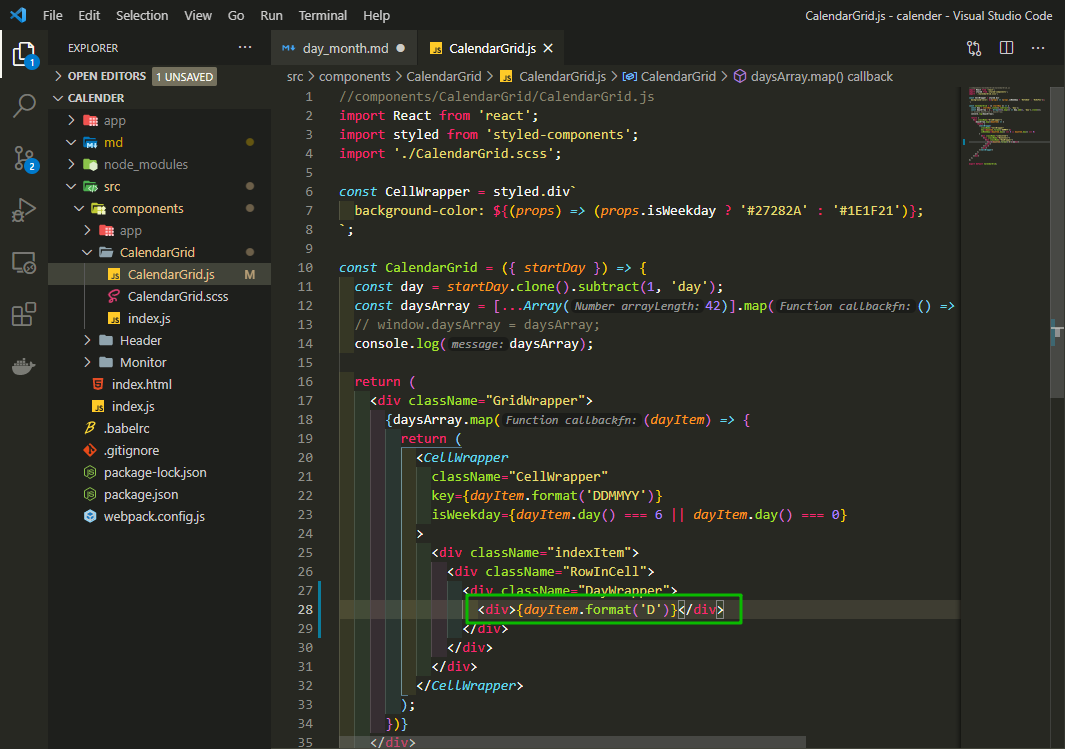 File Edit Selection View Go Run Terminal Help
CalendarGrid.js - calender - Visual Studio Code
EXPLORER
OPEN EDITORS 1 UNSAVED
CALENDER
app
md
node_modules
src
components
app
CalendarGrid
CalendarGrid.js M
CalendarGrid.scss
index.js
Header
Monitor
index.html
index.js
.babelrc
.gitignore
package-lock.json
package.json
webpack.config.js
1
2
day_month.md
JS CalendarGrid.js
src > components > CalendarGrid > JS CalendarGrid.js > CalendarGrid > daysArray.map() callback
1 //components/CalendarGrid/CalendarGrid.js
2 import React from 'react';
3 import styled from 'styled-components';
4 import './CalendarGrid.scss';
5
6 const CellWrapper = styled.div`
7 background-color: ${(props) => (props.isWeekday ? '#27282A' : '#1E1F21')};
8 `;
9
10 const CalendarGrid = ({ startDay }) => {
11 const day = startDay.clone().subtract(1, 'day');
12 const daysArray = [...Array(Number arraylength: 42)].map(Function callbackfn: () =>
13 // window.daysArray = daysArray;
14 console.log(message: daysArray);
15
16 return (
17 <div className="GridWrapper">
18 {daysArray.map(Function callbackfn: (dayItem) => {
19 return (
20 <CellWrapper
21 className="CellWrapper"
22 key={dayItem.format('DDMMYY')}
23 isWeekday={dayItem.day() === 6 || dayItem.day() === 0}
24 >
25 <div className="indexItem">
26 <div className="RowInCell">
27 <div className="DayWrapper">
28 <div>{dayItem.format('D')}</div>
29 </div>
30 </div>
31 </div>
32 </CellWrapper>
33 );
34 })}
35 </div>